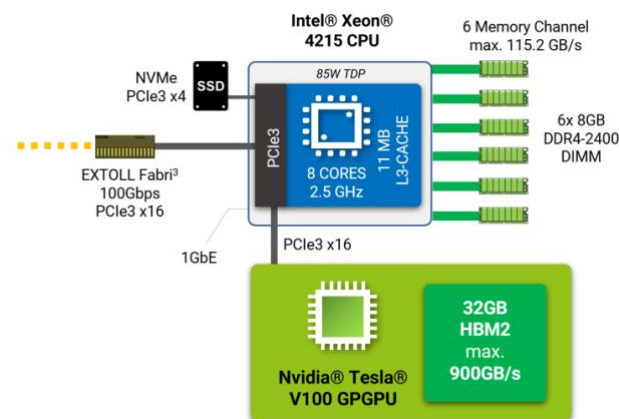 Intel® Xeon®
4215 CPU
6 Memory Channel
max. 115.2 GB/s
85W TDP
NVMe
PCIe3 x4
SSD
PCIe3
11 MB
L3-CACHE
8 CORES
2.5 GHz
6x 8GB
DDR4-2400
DIMM
EXTOLL Fabri³
100Gbps
PCIe3 x16
1GbE
PCIe3 x16
Nvidia® Tesla®
V100 GPGPU
32GB
HBM2
max.
900GB/s